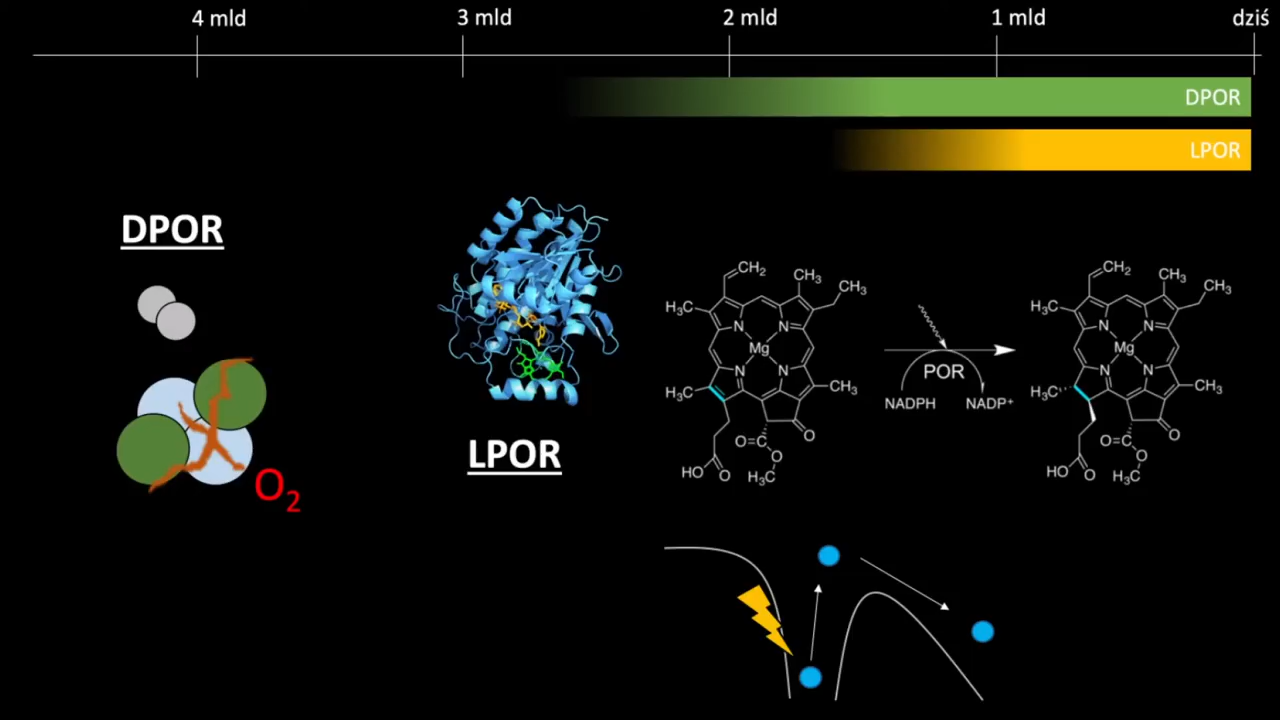 4 mld
3 mld
2 mld
1 mld
dziś
DPOR
LPOR
DPOR
O₂
LPOR
CH₂
CH₃
CH₃
H₃C
N
N
Mg
N
N
H₃C
CH₃
O
O
C
O
HO
O
H₃C
POR
NADPH
NADP⁺
CH₂
CH₃
CH₃
H₃C
N
N
Mg
N
N
H₃C
CH₃
O
O
C
O
HO
O
H₃C